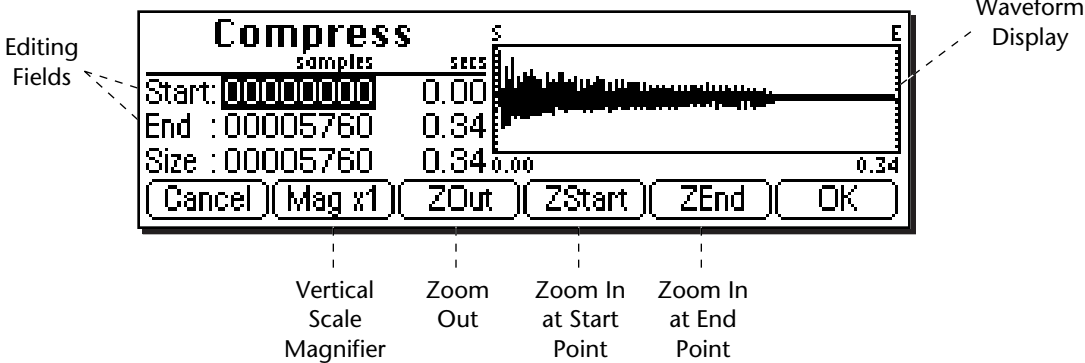 Compress
samples secs
Start: 00000000 0.00
End : 00005760 0.34
Size : 00005760 0.34
S E
0.00 0.34
Cancel Mag x1 ZOut ZStart ZEnd OK
Editing
Fields
Waveform
Display
Vertical
Scale
Magnifier
Zoom
Out
Zoom In
at Start
Point
Zoom In
at End
Point